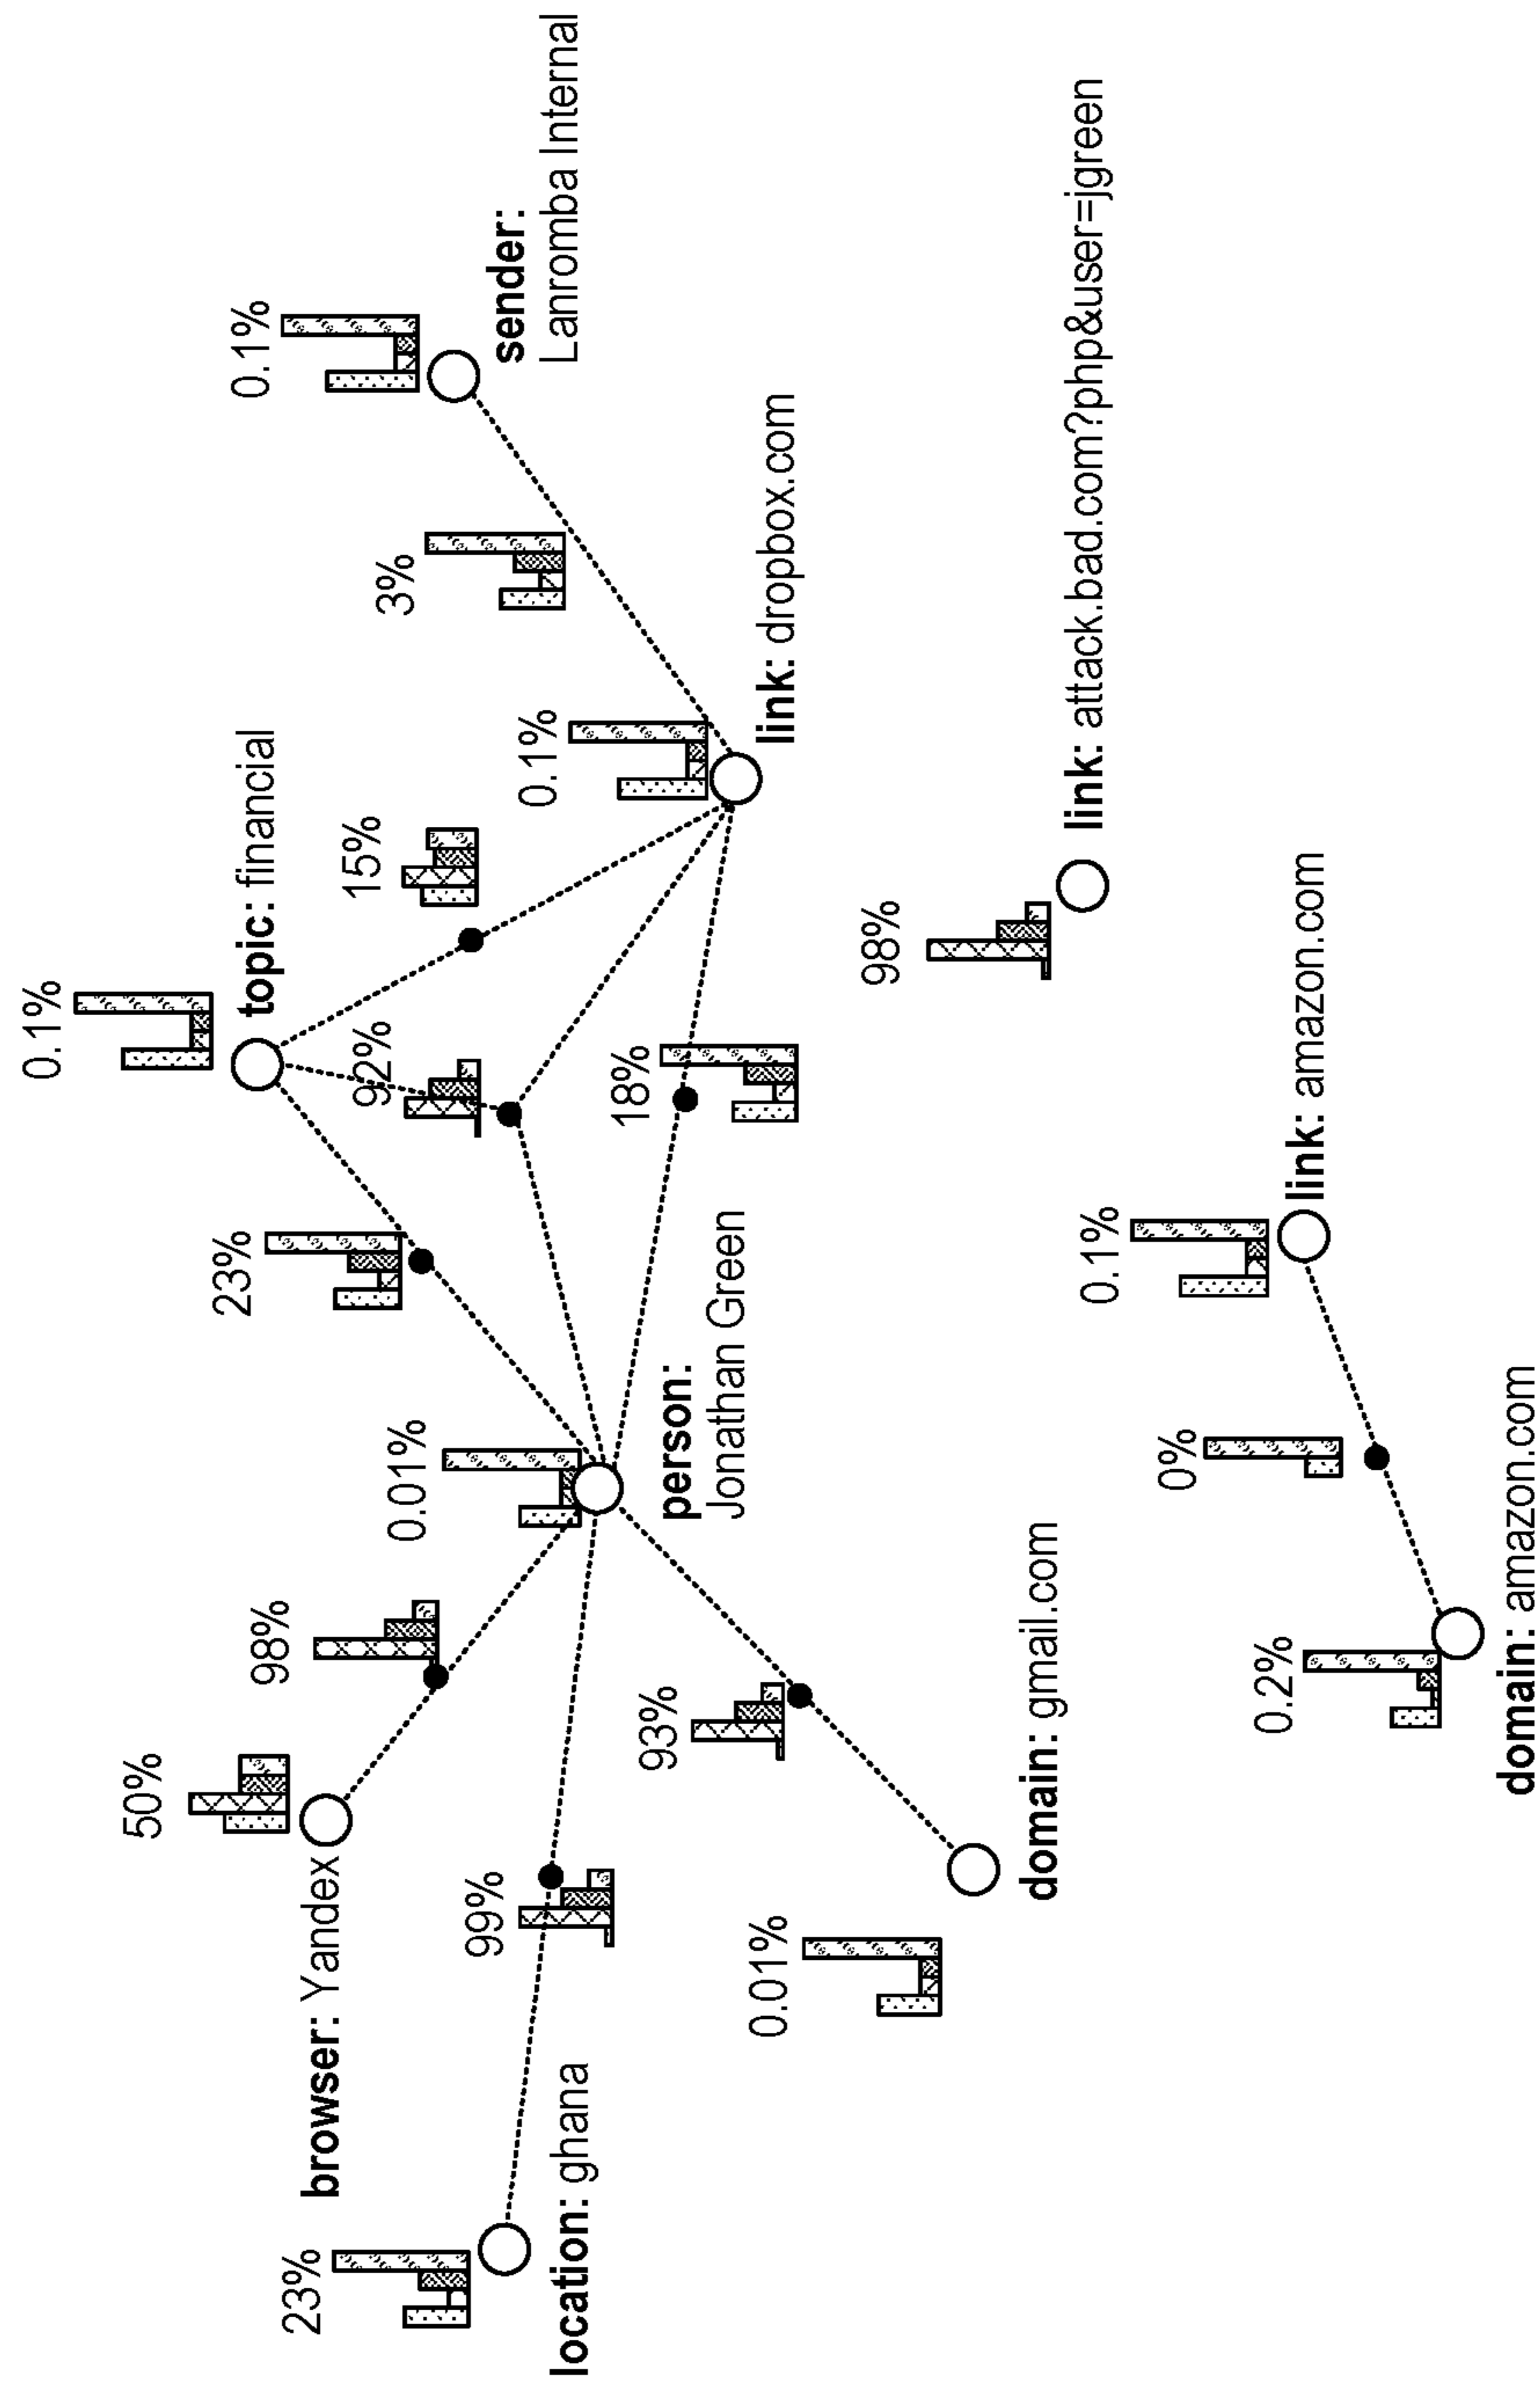 0.1%
topic: financial
0.1%
sender:
Lanromba Internal
3%
15%
0.1%
link: dropbox.com
92%
18%
23%
0.01%
person:
Jonathan Green
98%
50%
browser: Yandex
99%
23%
location: ghana
93%
0.01%
domain: gmail.com
98%
link: attack.bad.com?php&user=jgreen
0.1%
link: amazon.com
0%
0.2%
domain: amazon.com